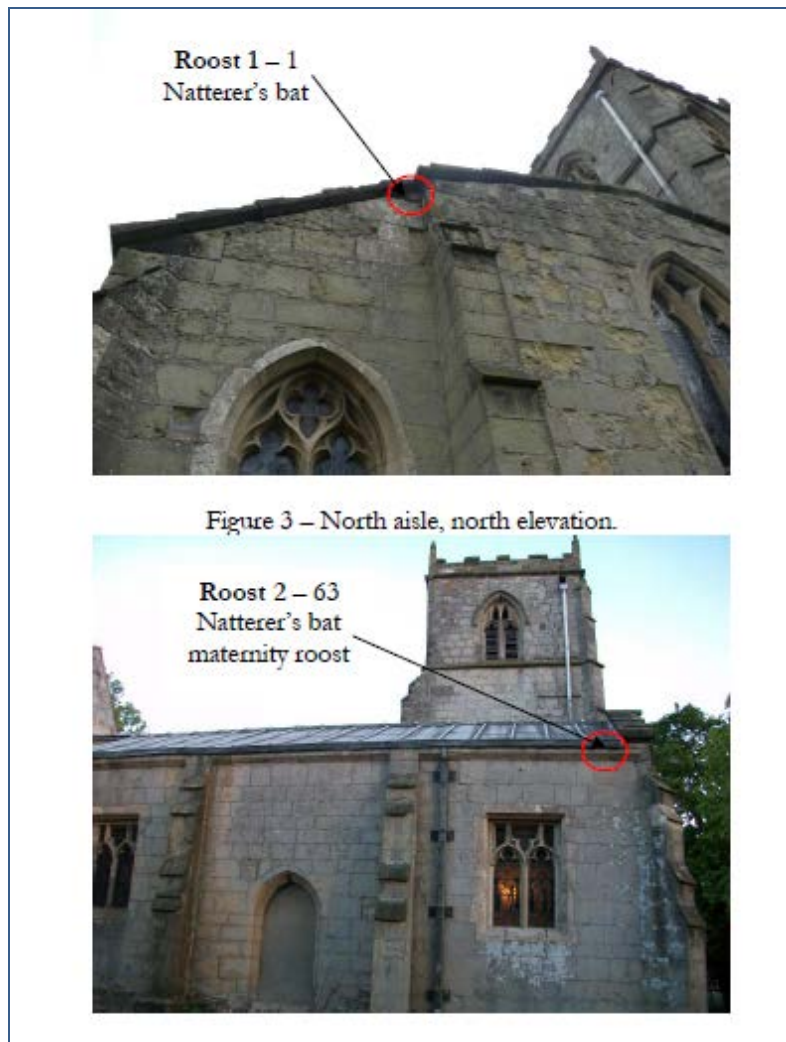 Roost 1 – 1
Natterer's bat
Figure 3 – North aisle, north elevation.
Roost 2 – 63
Natterer's bat
maternity roost